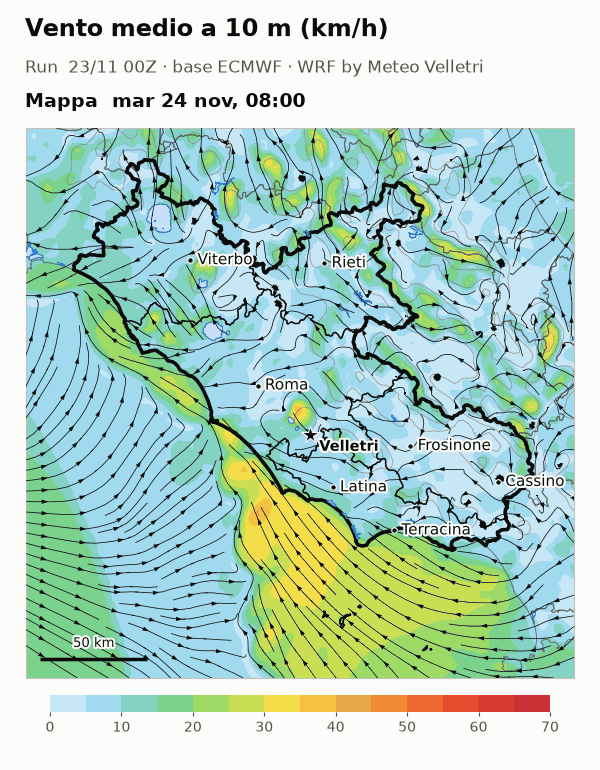 Vento medio a 10 m (km/h)
Run 23/11 00Z · base ECMWF · WRF by Meteo Velletri
Mappa mar 24 nov, 08:00
Viterbo
Rieti
Roma
Velletri
Frosinone
Latina
Cassino
Terracina
50 km
0 10 20 30 40 50 60 70